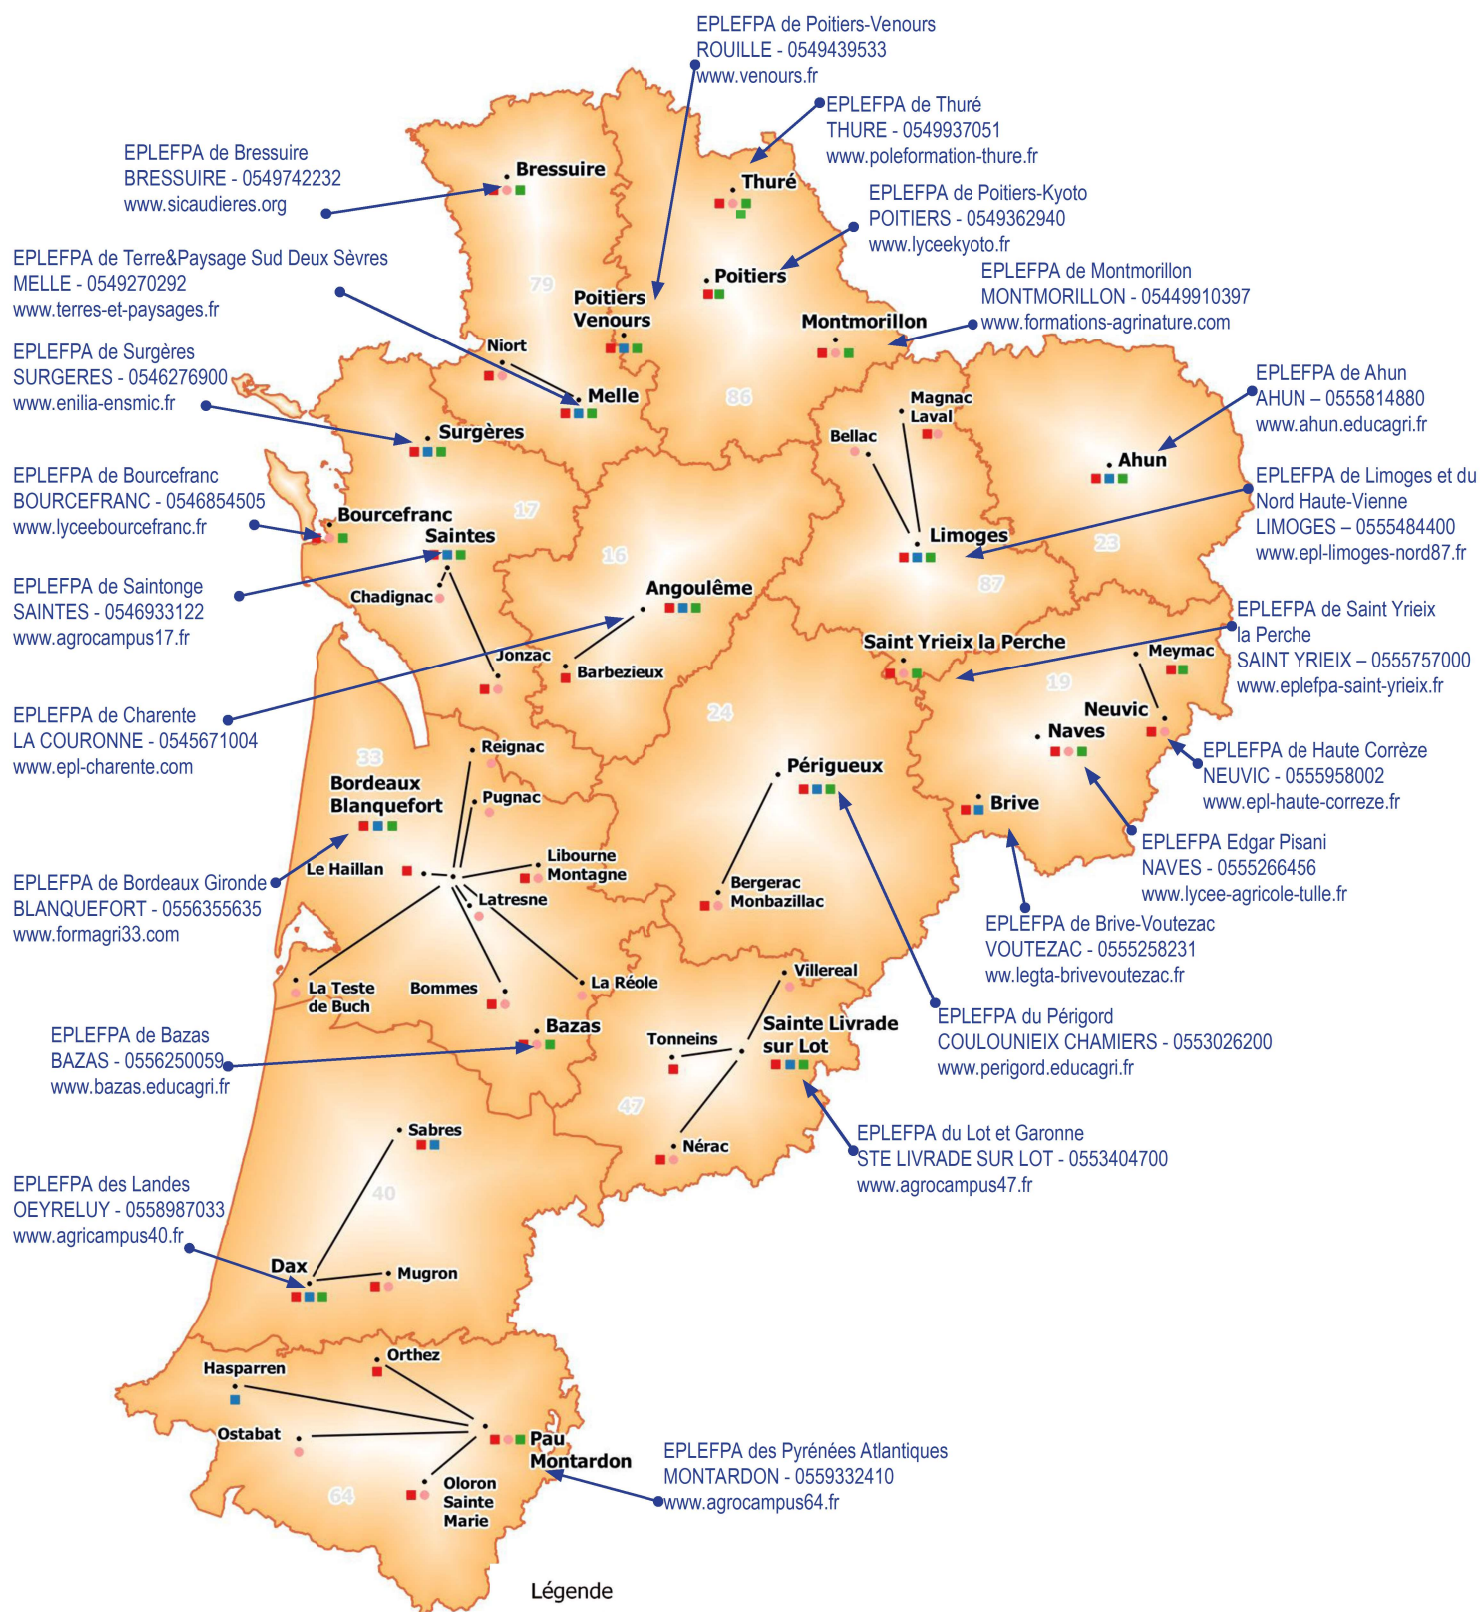 EPLEFPA de Poitiers-Venours
ROUILLE - 0549439533
www.venours.fr
EPLEFPA de Thuré
THURE - 0549937051
www.poleformation-thure.fr
EPLEFPA de Bressuire
BRESSUIRE - 0549742232
www.sicaudieres.org
Bressuire
Thuré
EPLEFPA de Poitiers-Kyoto
POITIERS - 0549362940
www.lyceekyoto.fr
EPLEFPA de Terre&Paysage Sud Deux Sèvres
MELLE - 0549270292
www.terres-et-paysages.fr
79
Poitiers
Venours
Poitiers
EPLEFPA de Montmorillon
MONTMORILLON - 05449910397
www.formations-agrinature.com
Montmorillon
EPLEFPA de Surgères
SURGERES - 0546276900
www.enilia-ensmic.fr
Niort
Melle
86
Surgères
Magnac
Laval
Bellac
EPLEFPA de Ahun
AHUN – 0555814880
www.ahun.educagri.fr
Ahun
EPLEFPA de Bourcefranc
BOURCEFRANC - 0546854505
www.lyceebourcefranc.fr
Bourcefranc
17
Saintes
16
Limoges
87
23
EPLEFPA de Limoges et du
Nord Haute-Vienne
LIMOGES – 0555484400
www.epl-limoges-nord87.fr
EPLEFPA de Saintonge
SAINTES - 0546933122
www.agrocampus17.fr
Chadignac
Angoulême
Jonzac
Barbezieux
Saint Yrieix la Perche
EPLEFPA de Saint Yrieix
la Perche
SAINT YRIEIX – 0555757000
www.eplefpa-saint-yrieix.fr
Meymac
19
Neuvic
Naves
EPLEFPA de Charente
LA COURONNE - 0545671004
www.epl-charente.com
24
33
Reignac
Bordeaux
Blanquefort
Pugnac
Périgueux
Brive
EPLEFPA de Haute Corrèze
NEUVIC - 0555958002
www.epl-haute-correze.fr
EPLEFPA Edgar Pisani
NAVES - 0555266456
www.lycee-agricole-tulle.fr
Le Haillan
Libourne
Montagne
Latresne
Bergerac
Monbazillac
EPLEFPA de Bordeaux Gironde
BLANQUEFORT - 0556355635
www.formagri33.com
EPLEFPA de Brive-Voutezac
VOUTEZAC - 0555258231
ww.legta-brivevoutezac.fr
La Teste
de Buch
Bommes
La Réole
Villereal
Bazas
Tonneins
Sainte Livrade
sur Lot
EPLEFPA du Périgord
COULOUNIEIX CHAMIERS - 0553026200
www.perigord.educagri.fr
EPLEFPA de Bazas
BAZAS - 0556250059
www.bazas.educagri.fr
47
Nérac
Sabres
EPLEFPA du Lot et Garonne
STE LIVRADE SUR LOT - 0553404700
www.agrocampus47.fr
EPLEFPA des Landes
OEYRELUY - 0558987033
www.agricampus40.fr
40
Dax
Mugron
Hasparren
Orthez
Ostabat
Pau
Montardon
64
Oloron
Sainte
Marie
EPLEFPA des Pyrénées Atlantiques
MONTARDON - 0559332410
www.agrocampus64.fr
Légende